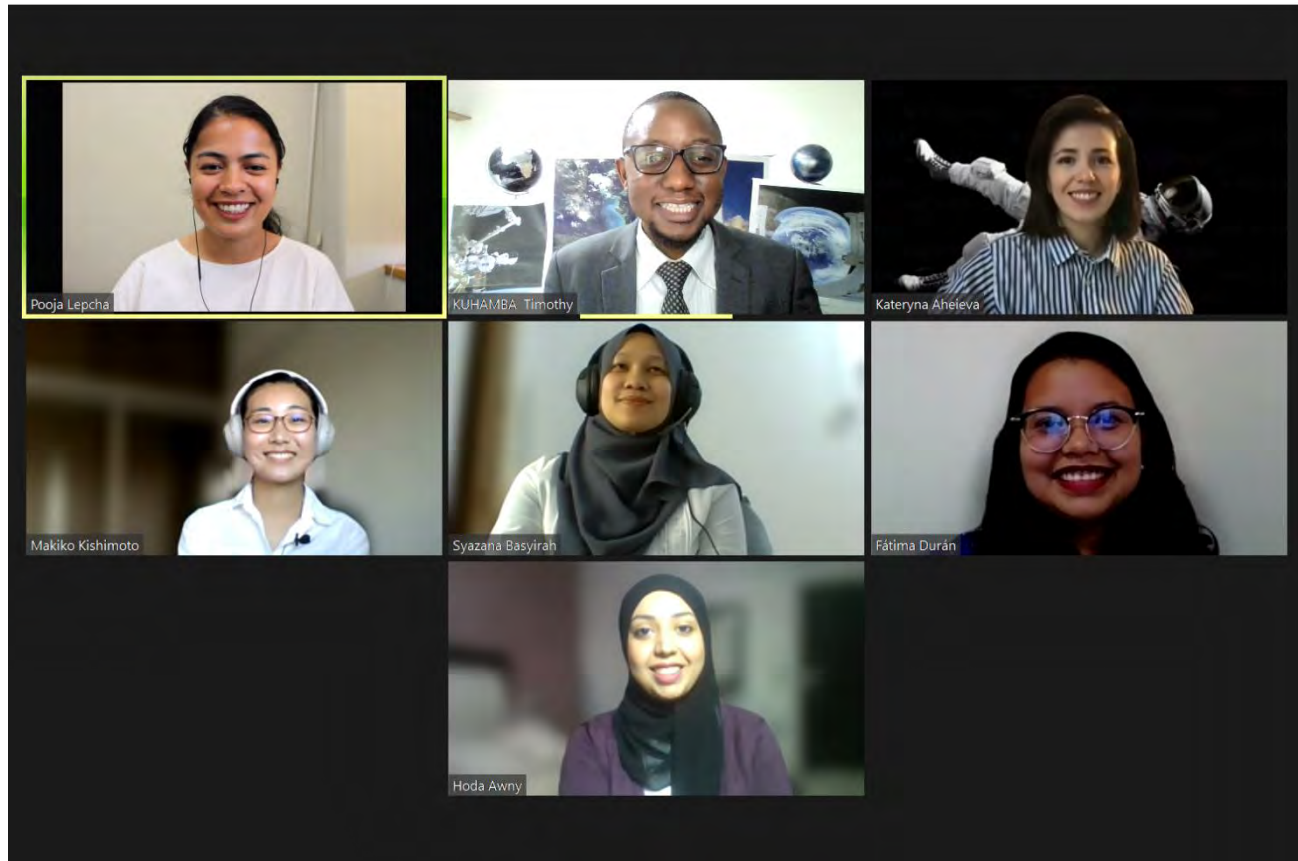 Pooja Lepcha
KUHAMBA Timothy
Kateryna Aheieva
Makiko Kishimoto
Syazana Basyirah
Fátima Durán
Hoda Awny